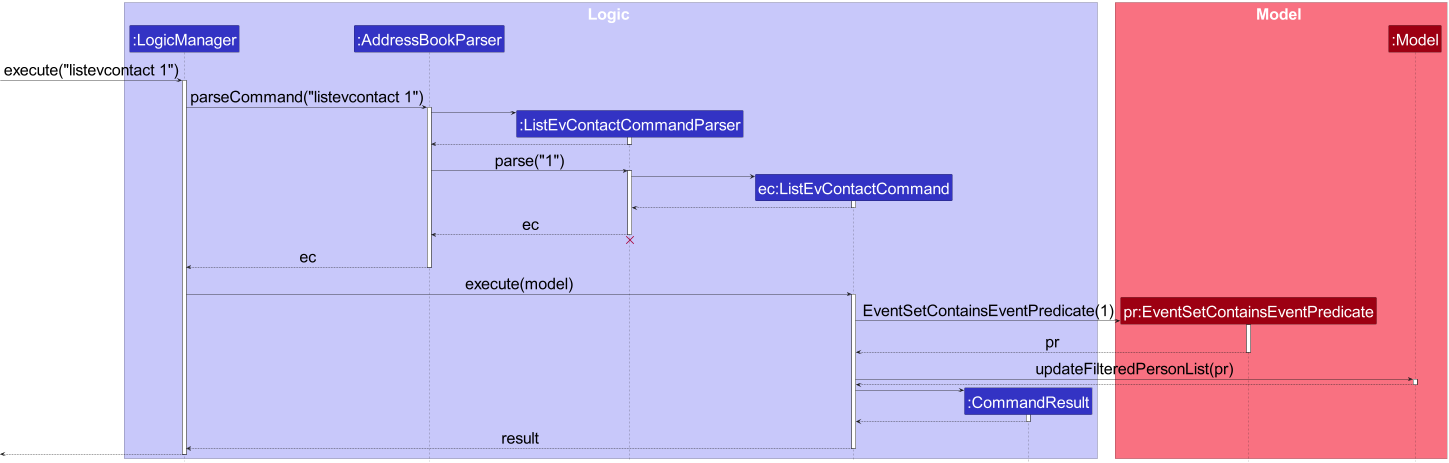 Logic
Model
:LogicManager
:AddressBookParser
:Model
execute("listevcontact 1")
parseCommand("listevcontact 1")
:ListEvContactCommandParser
parse("1")
ec:ListEvContactCommand
ec
ec
execute(model)
EventSetContainsEventPredicate(1)
pr:EventSetContainsEventPredicate
pr
updateFilteredPersonList(pr)
:CommandResult
result